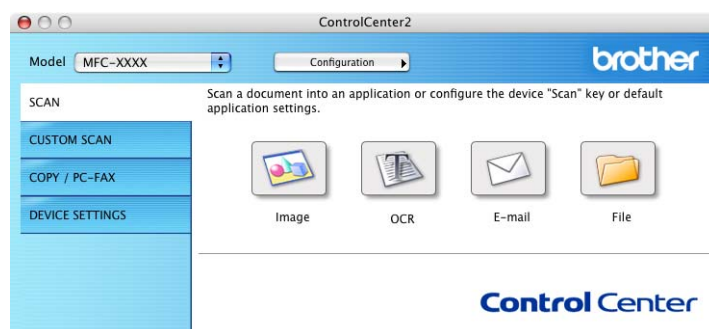 ControlCenter2
Model MFC-XXXX Configuration brother
SCAN
CUSTOM SCAN
COPY / PC-FAX
DEVICE SETTINGS
Scan a document into an application or configure the device "Scan" key or default
application settings.
Image OCR E-mail File
Control Center